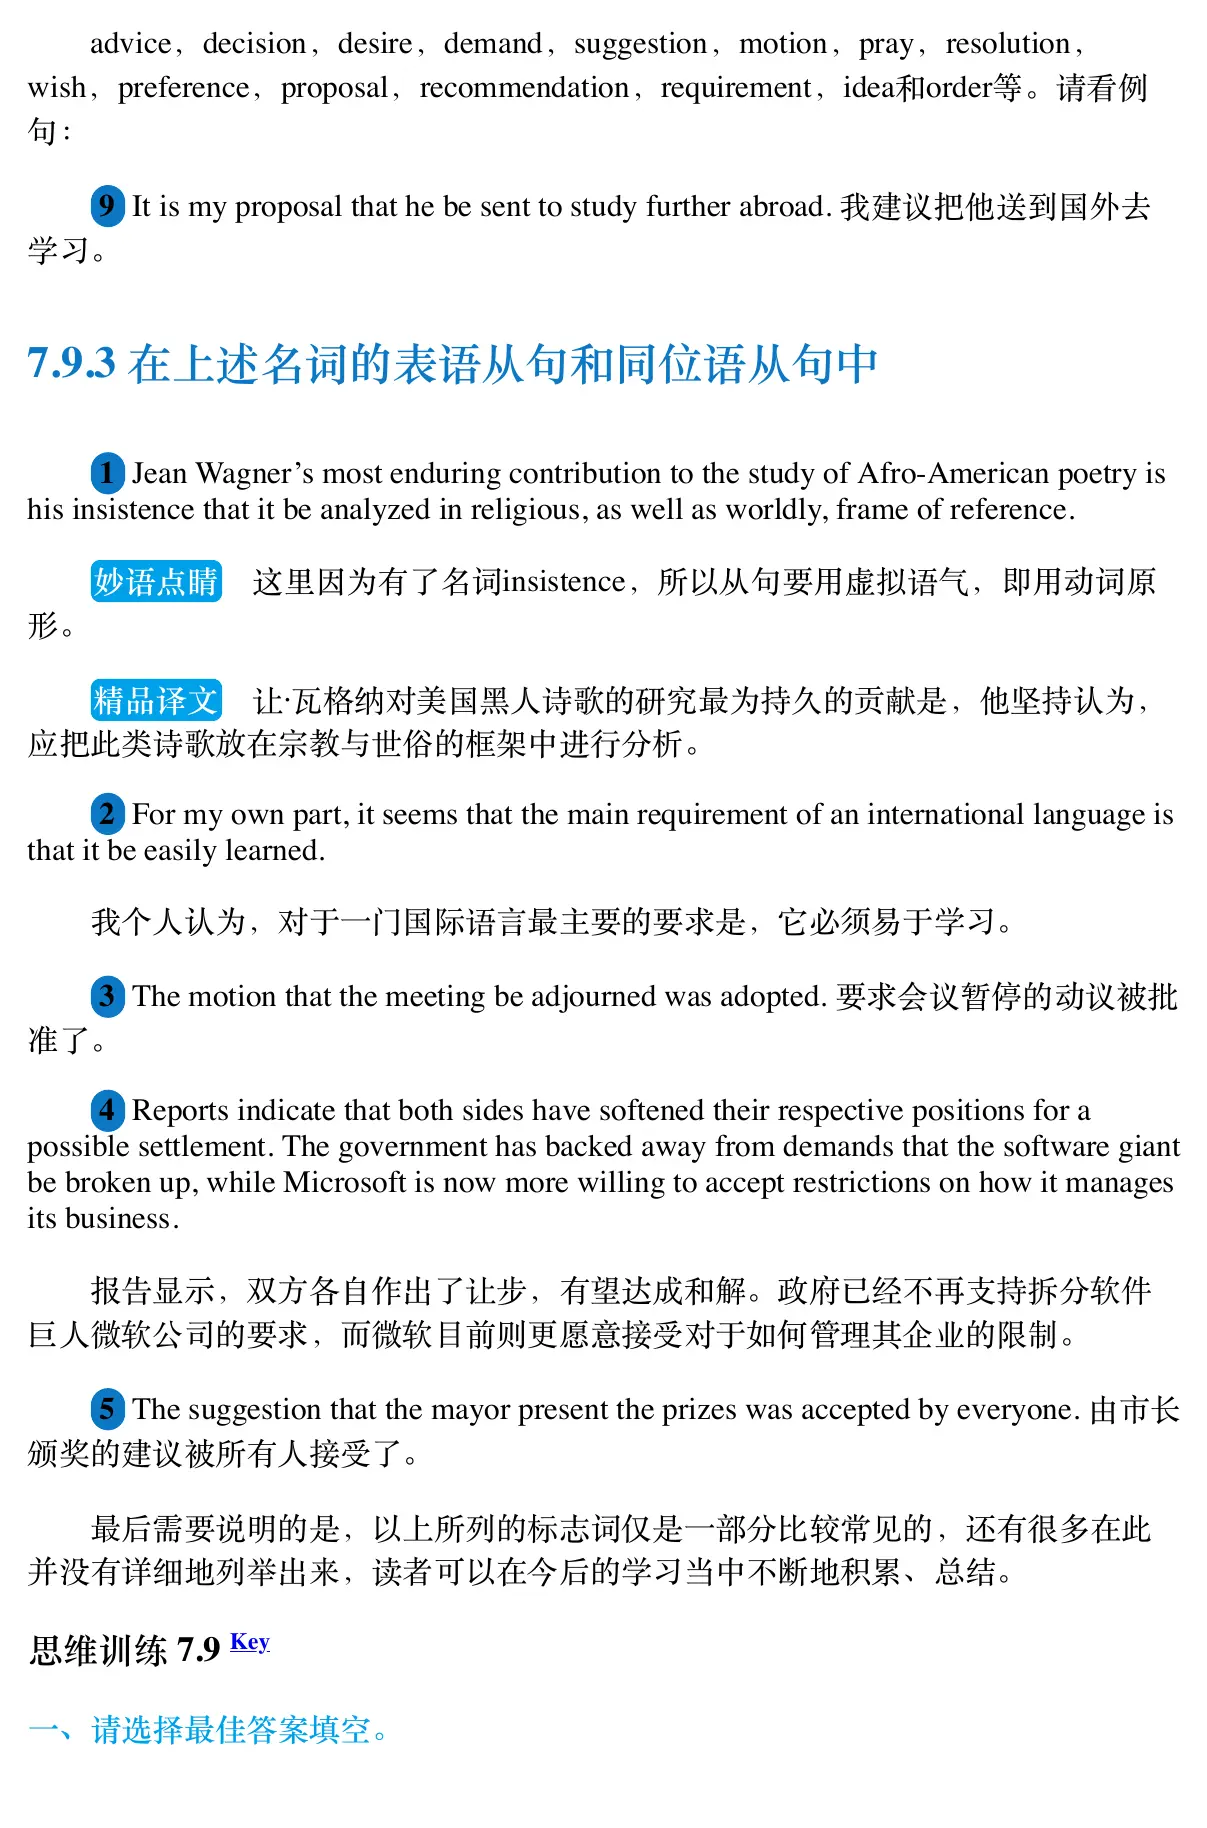 advice，decision，desire，demand，suggestion，motion，pray，resolution，
wish，preference，proposal，recommendation，requirement，idea和order等。请看例
句：
9 It is my proposal that he be sent to study further abroad. 我建议把他送到国外去
学习。
7.9.3 在上述名词的表语从句和同位语从句中
1 Jean Wagner’s most enduring contribution to the study of Afro-American poetry is
his insistence that it be analyzed in religious, as well as worldly, frame of reference.
妙语点睛 这里因为有了名词insistence，所以从句要用虚拟语气，即用动词原
形。
精品译文 让·瓦格纳对美国黑人诗歌的研究最为持久的贡献是，他坚持认为，
应把此类诗歌放在宗教与世俗的框架中进行分析。
2 For my own part, it seems that the main requirement of an international language is
that it be easily learned.
我个人认为，对于一门国际语言最主要的要求是，它必须易于学习。
3 The motion that the meeting be adjourned was adopted. 要求会议暂停的动议被批
准了。
4 Reports indicate that both sides have softened their respective positions for a
possible settlement. The government has backed away from demands that the software giant
be broken up, while Microsoft is now more willing to accept restrictions on how it manages
its business.
报告显示，双方各自作出了让步，有望达成和解。政府已经不再支持拆分软件
巨人微软公司的要求，而微软目前则更愿意接受对于如何管理其企业的限制。
5 The suggestion that the mayor present the prizes was accepted by everyone. 由市长
颁奖的建议被所有人接受了。
最后需要说明的是，以上所列的标志词仅是一部分比较常见的，还有很多在此
并没有详细地列举出来，读者可以在今后的学习当中不断地积累、总结。
思维训练 7.9 Key
一、请选择最佳答案填空。